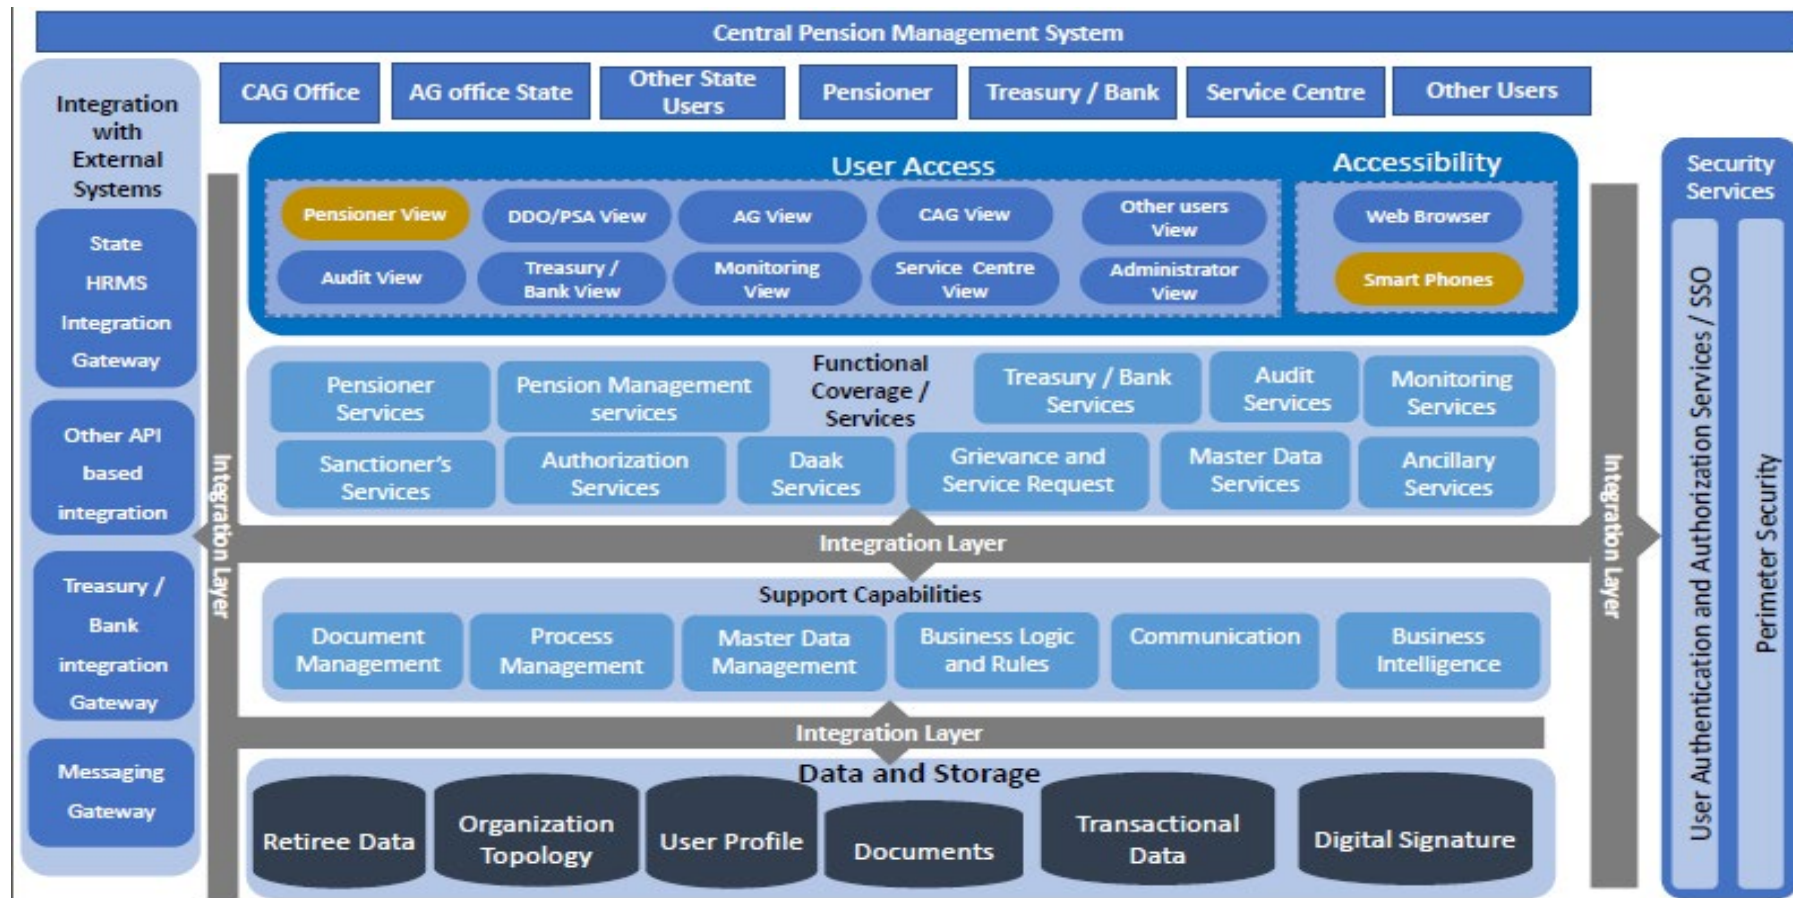 Central Pension Management System
CAG Office
AG office State
Other State
Users
Pensioner
Treasury / Bank
Service Centre
Other Users
Integration
with
External
Systems
State
HRMS
Integration
Gateway
Other API
based
integration
Treasury /
Bank
integration
Gateway
Messaging
Gateway
Integration Layer
User Access
Pensioner View
DDO/PSA View
AG View
CAG View
Other users
View
Audit View
Treasury /
Bank View
Monitoring
View
Service Centre
View
Administrator
View
Accessibility
Web Browser
Smart Phones
Functional
Coverage /
Services
Pensioner
Services
Pension Management
services
Treasury / Bank
Services
Audit
Services
Monitoring
Services
Sanctioner's
Services
Authorization
Services
Daak
Services
Grievance and
Service Request
Master Data
Services
Ancillary
Services
Integration Layer
Support Capabilities
Document
Management
Process
Management
Master Data
Management
Business Logic
and Rules
Communication
Business
Intelligence
Integration Layer
Data and Storage
Retiree Data
Organization
Topology
User Profile
Documents
Transactional
Data
Digital Signature
Integration Layer
Security
Services
User Authentication and Authorization Services / SSO
Perimeter Security